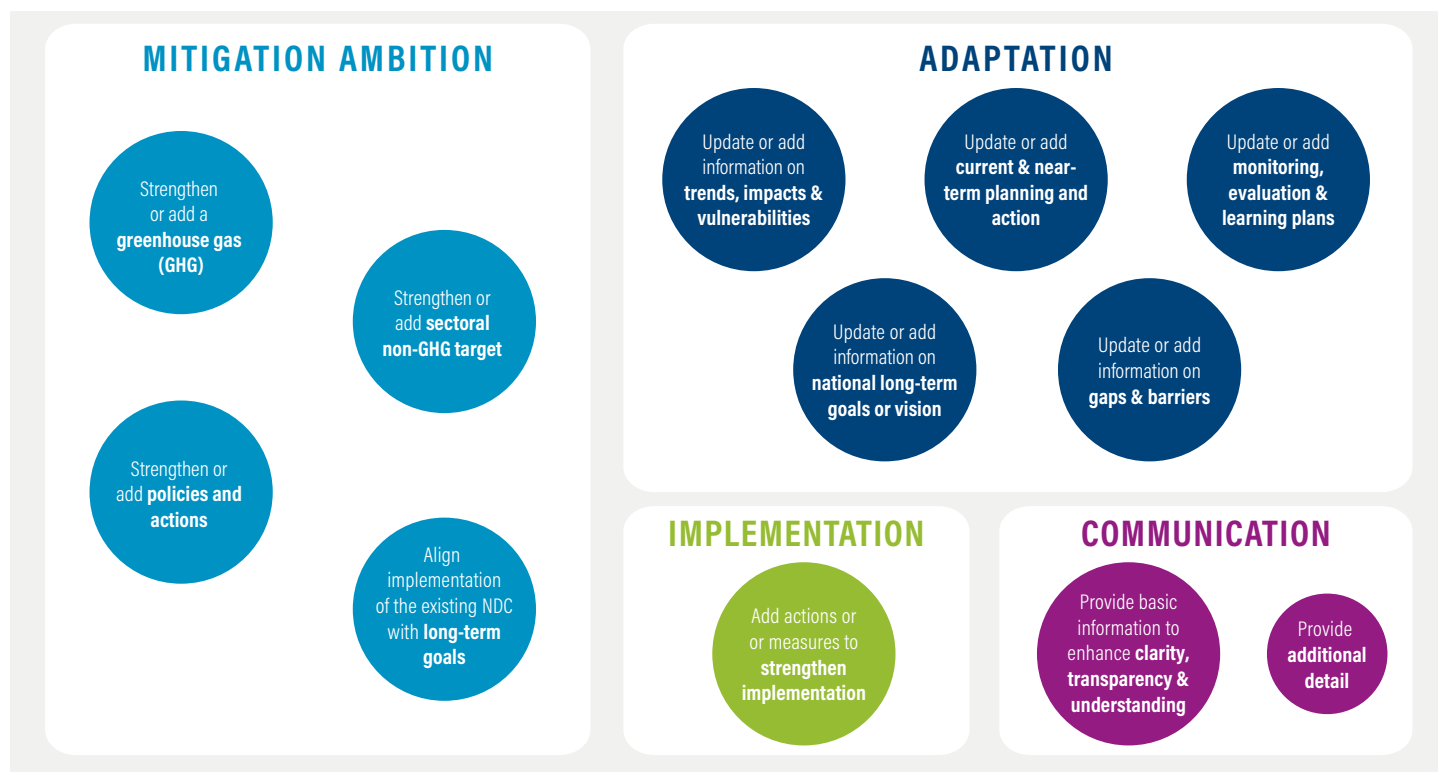 MITIGATION AMBITION
Strengthen
or add a
greenhouse gas
(GHG)
Strengthen or
add sectoral
non-GHG target
Strengthen or
add policies and
actions
Align
implementation
of the existing NDC
with long-term
goals
ADAPTATION
Update or add
information on
trends, impacts &
vulnerabilities
Update or add
current & near-
term planning and
action
Update or add
monitoring,
evaluation &
learning plans
Update or add
information on
national long-term
goals or vision
Update or add
information on
gaps & barriers
IMPLEMENTATION
Add actions or
or measures to
strengthen
implementation
COMMUNICATION
Provide basic
information to
enhance clarity,
transparency &
understanding
Provide
additional
detail